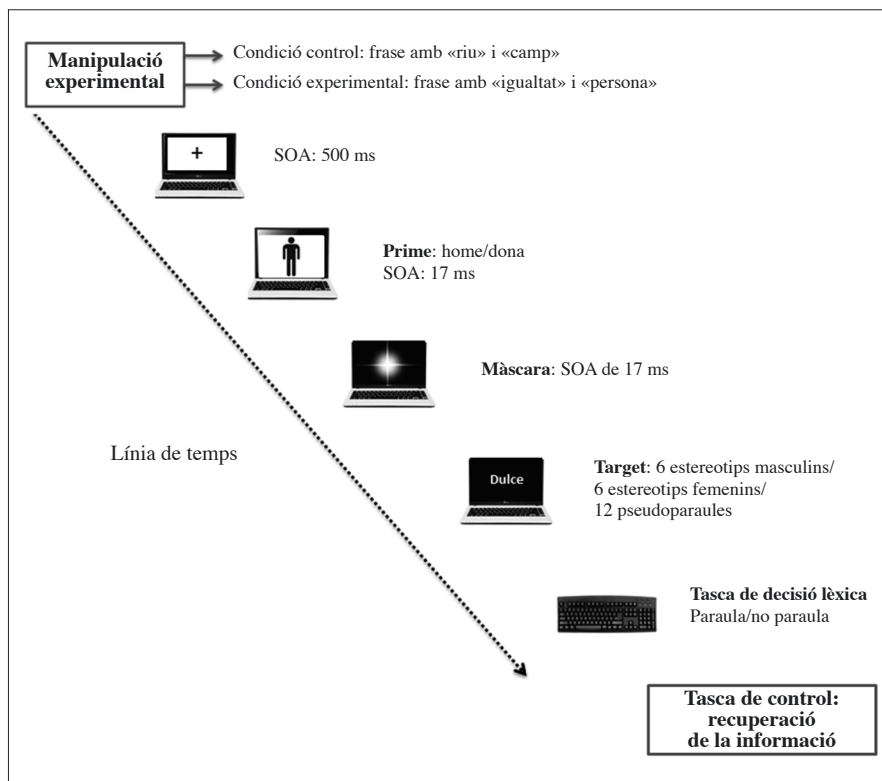 Manipulació
experimental
Condició control: frase amb «riu» i «camp»
Condició experimental: frase amb «igualtat» i «persona»
+
SOA: 500 ms
Prime: home/dona
SOA: 17 ms
Màscara: SOA de 17 ms
Línia de temps
Dulce
Target: 6 estereotips masculins/
6 estereotips femenins/
12 pseudoparaules
Tasca de decisió lèxica
Paraula/no paraula
Tasca de control:
recuperació
de la informació